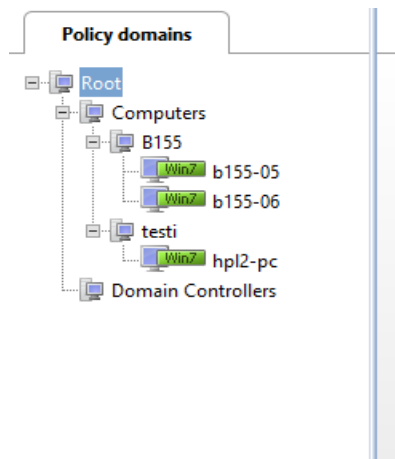 Policy domains
Root
Computers
B155
Win7 b155-05
Win7 b155-06
testi
Win7 hpl2-pc
Domain Controllers